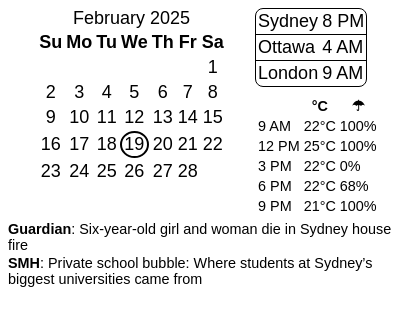 February 2025
Su Mo Tu We Th Fr Sa
1
2 3 4 5 6 7 8
9 10 11 12 13 14 15
16 17 18 19 20 21 22
23 24 25 26 27 28
Sydney 8 PM
Ottawa 4 AM
London 9 AM
°C ☂
9 AM 22°C 100%
12 PM 25°C 100%
3 PM 22°C 0%
6 PM 22°C 68%
9 PM 21°C 100%
Guardian: Six-year-old girl and woman die in Sydney house
fire
SMH: Private school bubble: Where students at Sydney's
biggest universities came from